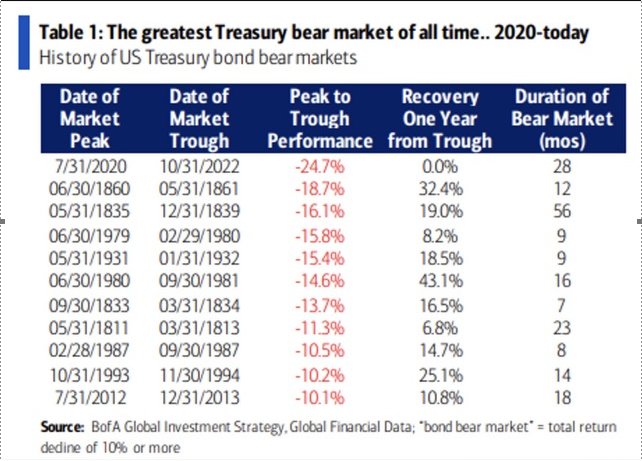 Table 1: The greatest Treasury bear market of all time.. 2020-today
History of US Treasury bond bear markets
Date of Market Peak Date of Market Trough Peak to Trough Performance Recovery One Year from Trough Duration of Bear Market (mos)
7/31/2020 10/31/2022 -24.7% 0.0% 28
06/30/1860 05/31/1861 -18.7% 32.4% 12
05/31/1835 12/31/1839 -16.1% 19.0% 56
06/30/1979 02/29/1980 -15.8% 8.2% 9
05/31/1931 01/31/1932 -15.4% 18.5% 9
06/30/1980 09/30/1981 -14.6% 43.1% 16
09/30/1833 03/31/1834 -13.7% 16.5% 7
05/31/1811 03/31/1813 -11.3% 6.8% 23
02/28/1987 09/30/1987 -10.5% 14.7% 8
10/31/1993 11/30/1994 -10.2% 25.1% 14
7/31/2012 12/31/2013 -10.1% 10.8% 18
Source: BofA Global Investment Strategy, Global Financial Data; "bond bear market" = total return
decline of 10% or more